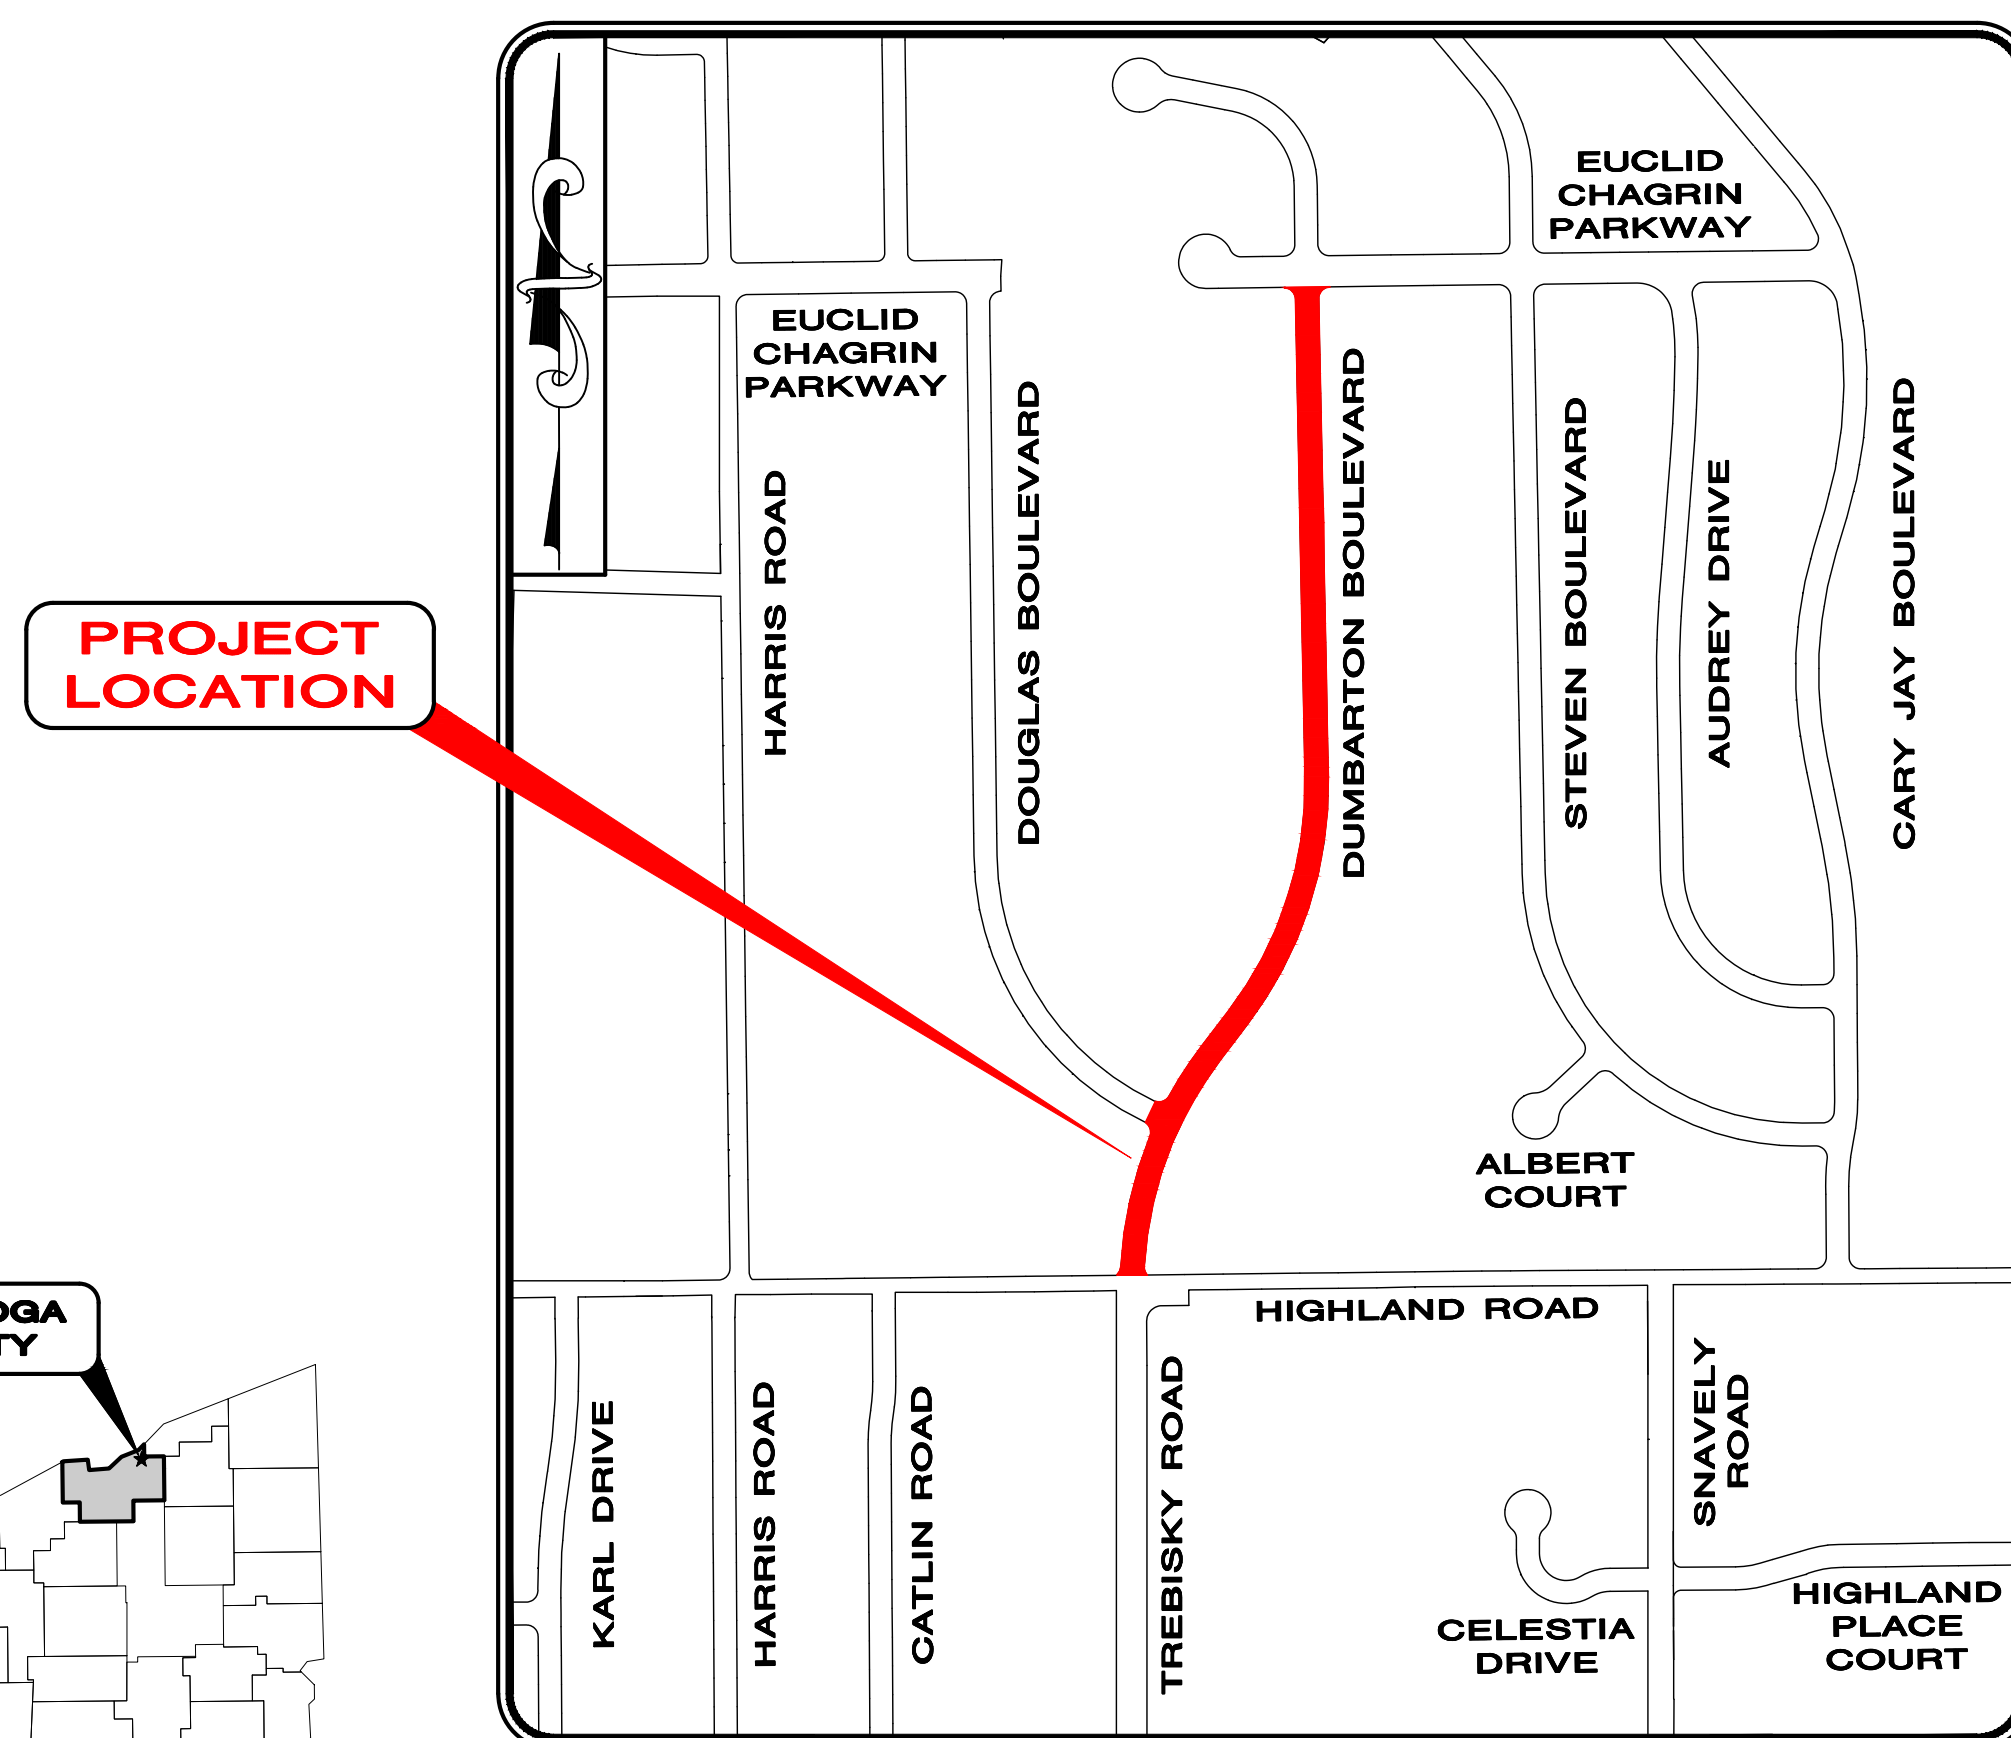 EUCLID
CHAGRIN
PARKWAY
EUCLID
CHAGRIN
PARKWAY
HARRIS ROAD
DOUGLAS BOULEVARD
DUMBARTON BOULEVARD
STEVEN BOULEVARD
AUDREY DRIVE
CARY JAY BOULEVARD
PROJECT
LOCATION
ALBERT
COURT
HIGHLAND ROAD
KARL DRIVE
HARRIS ROAD
CATLIN ROAD
TREBISKY ROAD
SNAVELY
ROAD
CELESTIA
DRIVE
HIGHLAND
PLACE
COURT